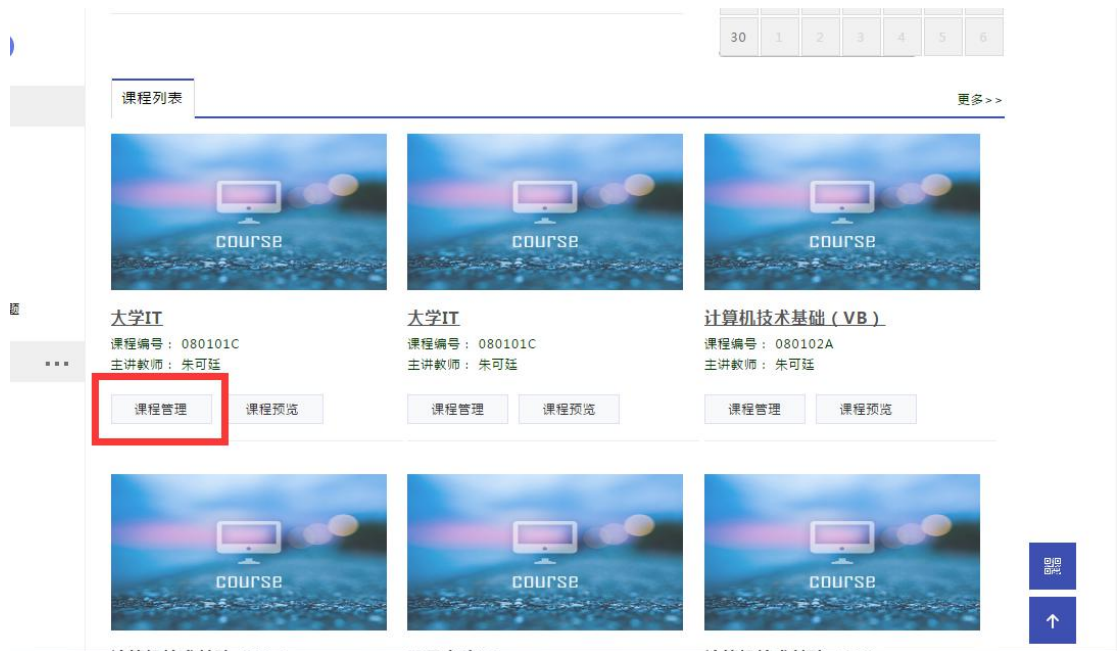 30 1 2 3 4 5 6
课程列表
更多>>
course
course
course
大学IT
大学IT
计算机技术基础（VB）
课程编号： 080101C
课程编号： 080101C
课程编号： 080102A
主讲教师： 朱可廷
主讲教师： 朱可廷
主讲教师： 朱可廷
题
课程管理 课程预览
课程管理 课程预览
课程管理 课程预览
course
course
course